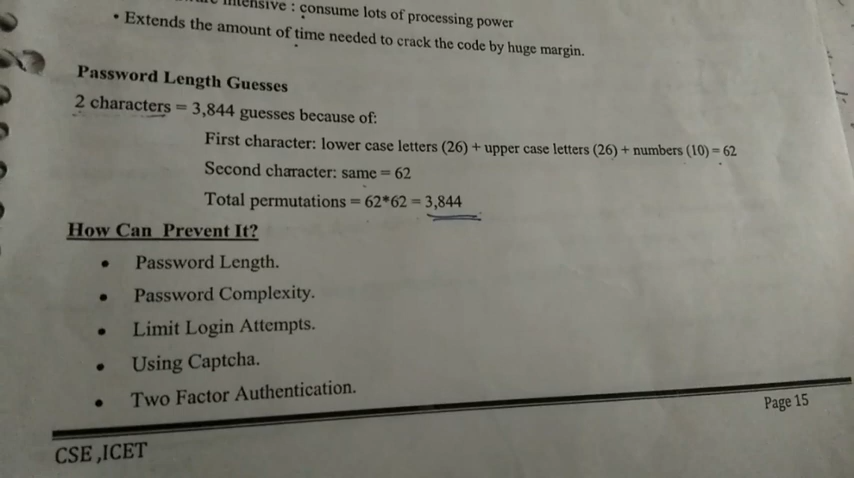 intensive : consume lots of processing power
• Extends the amount of time needed to crack the code by huge margin.
Password Length Guesses
2 characters = 3,844 guesses because of:
First character: lower case letters (26) + upper case letters (26) + numbers (10) = 62
Second character: same = 62
Total permutations = 62*62 = 3,844
How Can Prevent It?
• Password Length.
• Password Complexity.
• Limit Login Attempts.
• Using Captcha.
• Two Factor Authentication.
Page 15
CSE ,ICET